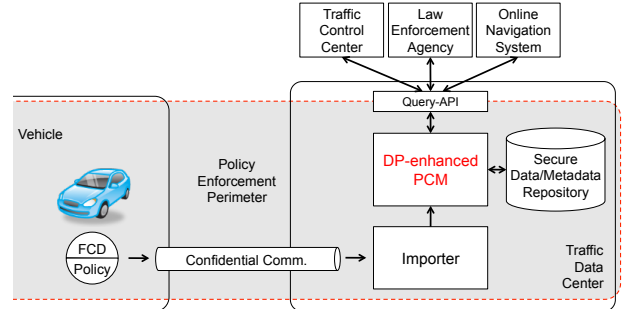 Traffic
Control
Center
Law
Enforcement
Agency
Online
Navigation
System
Query-API
Vehicle
Policy
Enforcement
Perimeter
DP-enhanced
PCM
Secure
Data/Metadata
Repository
FCD
Policy
Confidential Comm.
Importer
Traffic
Data
Center